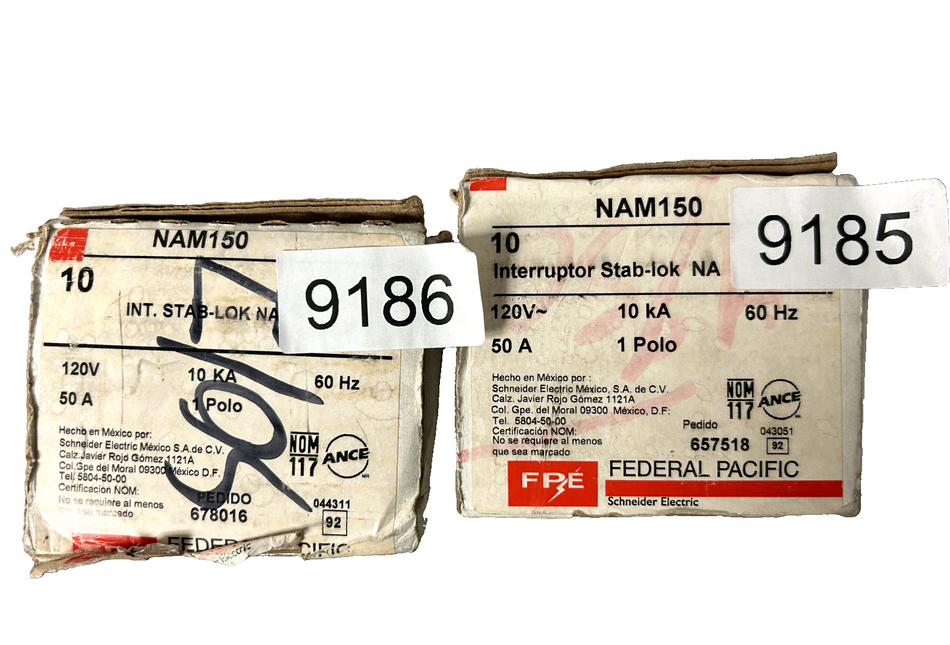 NAM150
10
INT. STAB-LOK NA
9186
120V 10 KA 60 Hz
50 A 1 Polo
Hecho en México por:
Schneider Electric México S.A.de C.V.
Calz.Javier Rojo Gómez 1121A
Col.Gpe del Moral 09300 México D.F.
Tel. 5804-50-00
Certificación NOM:
No se requiere al menos
marcado
NOM
117
ANCE
PEDIDO
678016
044311
92
NAM150
10
Interruptor Stab-lok NA
9185
120V~ 10 kA 60 Hz
50 A 1 Polo
Hecho en México por :
Schneider Electric México, S.A. de C.V.
Calz. Javier Rojo Gómez 1121A
Col. Gpe. del Moral 09300 México, D.F:
Tel. 5804-50-00
Certificación NOM:
No se requiere al menos
que sea marcado
NOM
117
ANCE
Pedido
657518
043051
92
FPE
FEDERAL PACIFIC
Schneider Electric